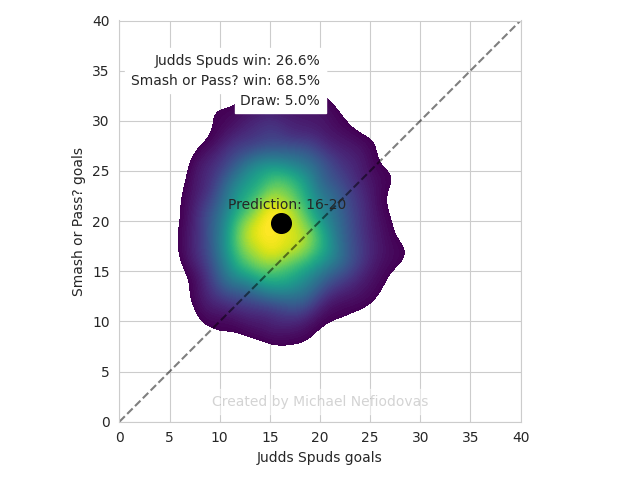 Judds Spuds win: 26.6%
Smash or Pass? win: 68.5%
Draw: 5.0%
Prediction: 16-20
Created by Michael Nefiodovas
Smash or Pass? goals
40
35
30
25
20
15
10
5
0
0 5 10 15 20 25 30 35 40
Judds Spuds goals